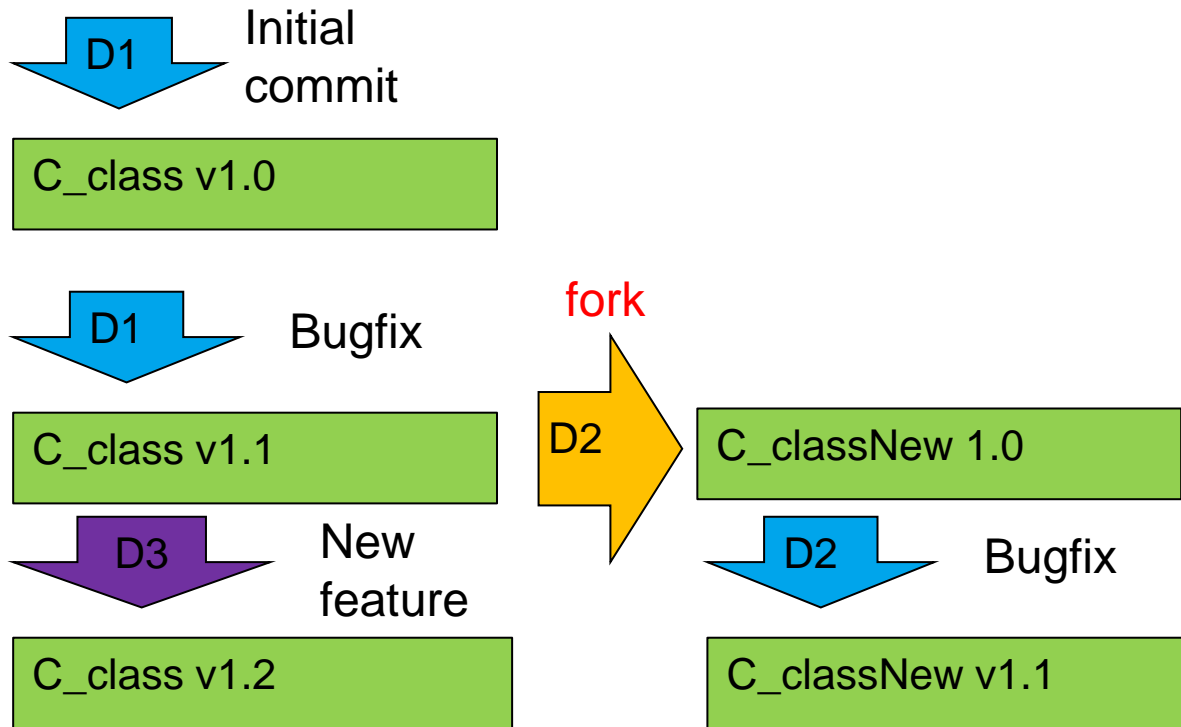 D1
Initial
commit
C_class v1.0
D1
Bugfix
fork
C_class v1.1
D2
C_classNew 1.0
D3
New
feature
D2
Bugfix
C_class v1.2
C_classNew v1.1